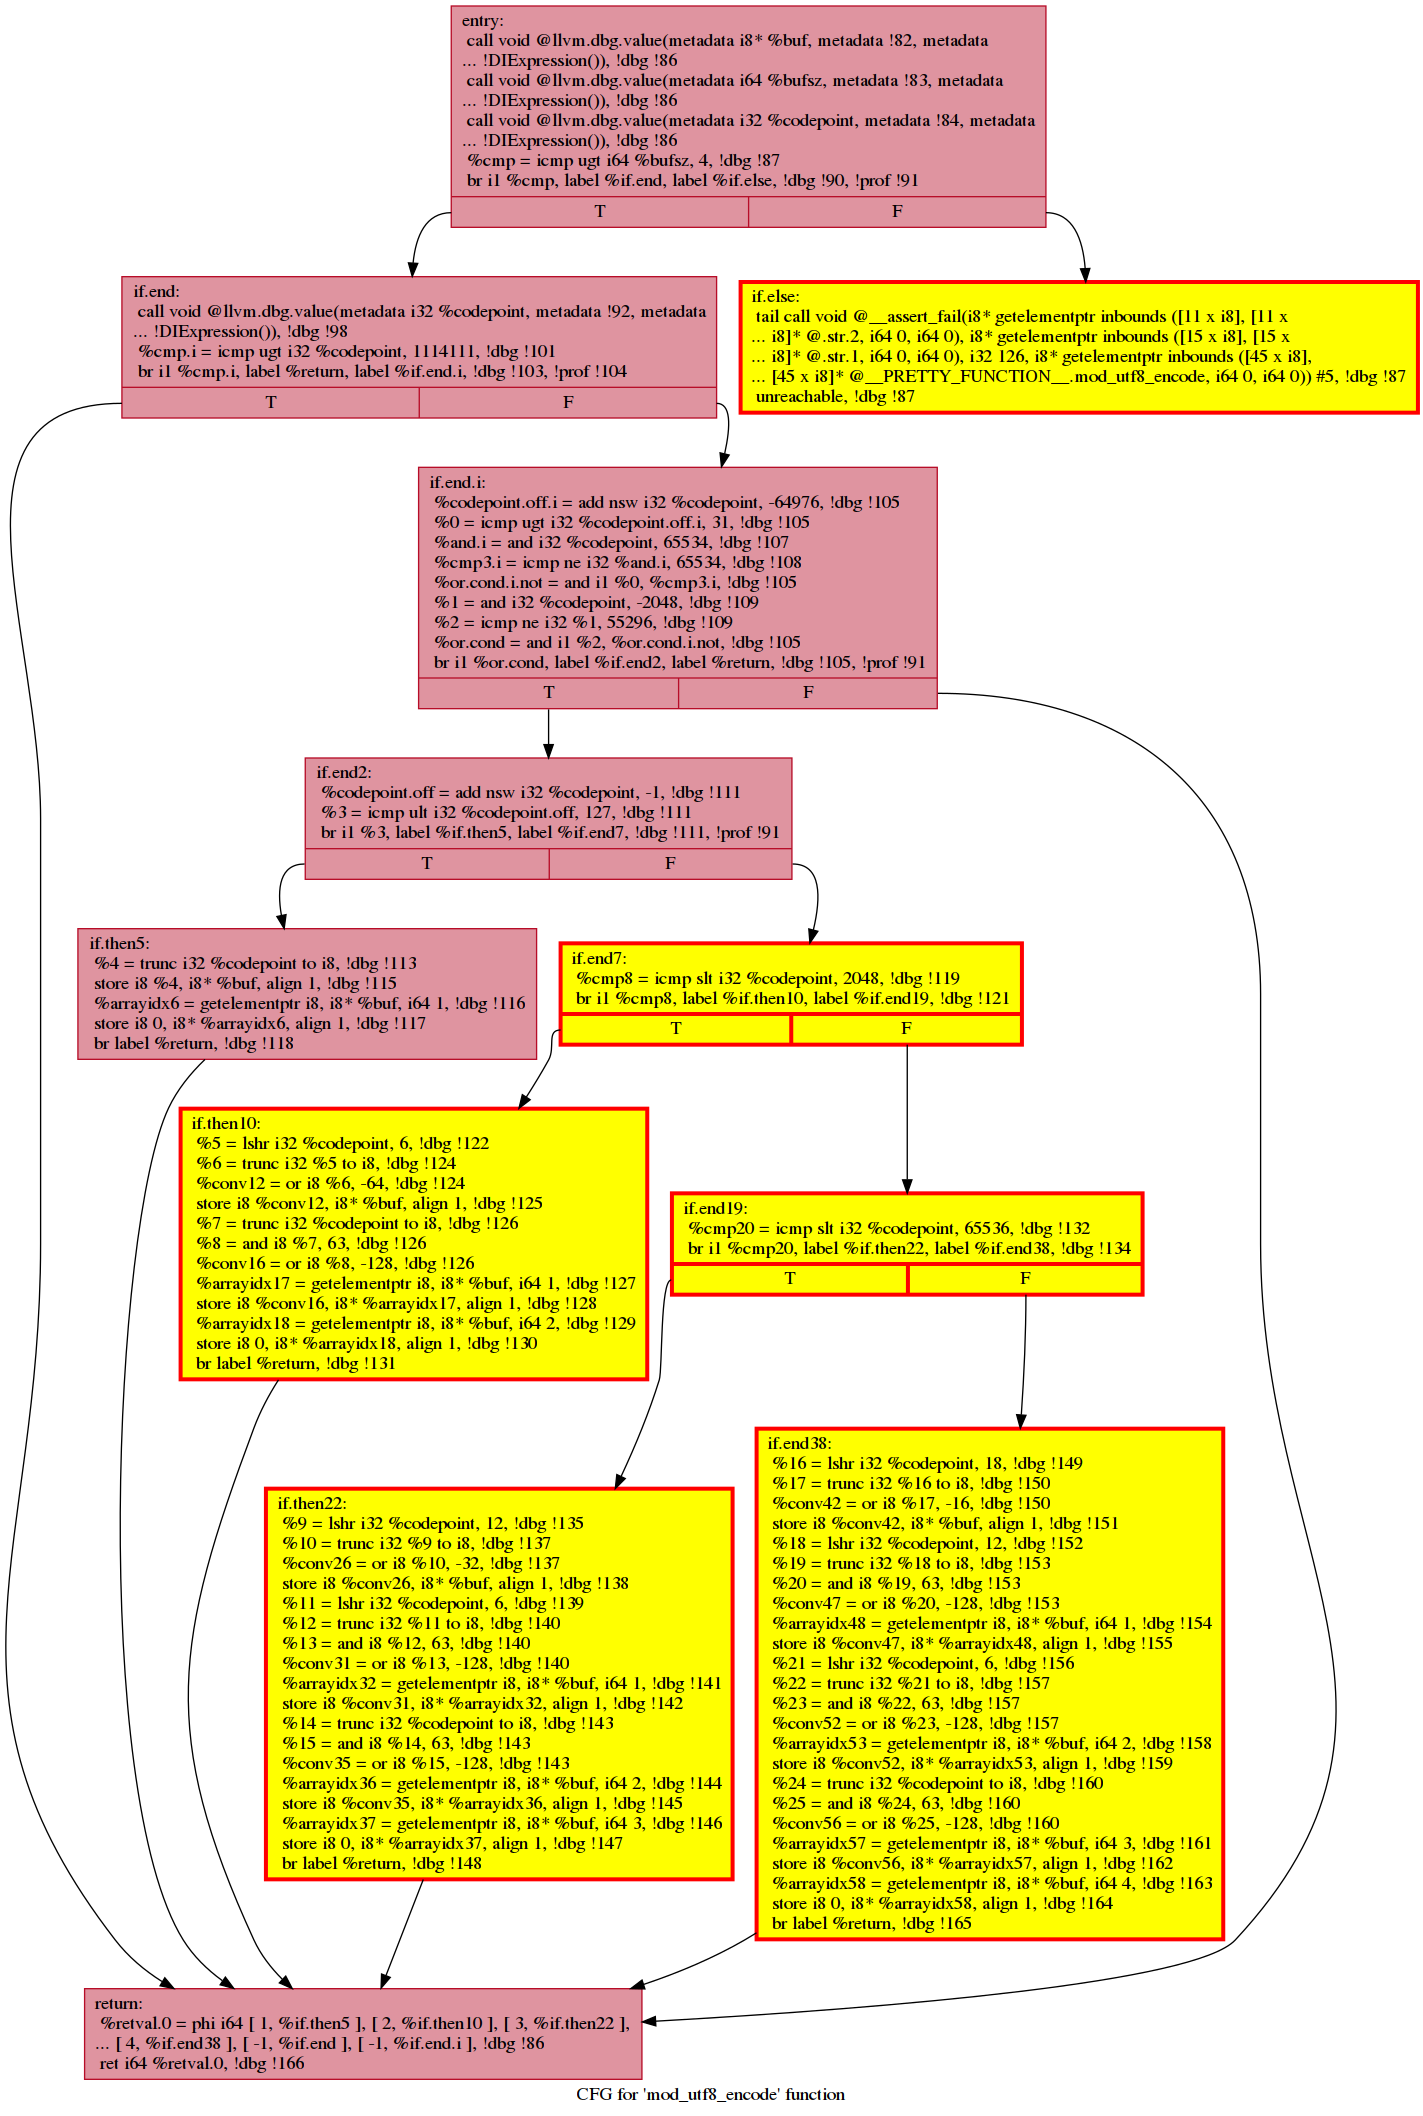 entry:
call void @llvm.dbg.value(metadata i8* %buf, metadata !82, metadata
... !DIExpression()), !dbg !86
call void @llvm.dbg.value(metadata i64 %bufsz, metadata !83, metadata
... !DIExpression()), !dbg !86
call void @llvm.dbg.value(metadata i32 %codepoint, metadata !84, metadata
... !DIExpression()), !dbg !86
%cmp = icmp ugt i64 %bufsz, 4, !dbg !87
br i1 %cmp, label %if.end, label %if.else, !dbg !90, !prof !91
T F
if.end:
call void @llvm.dbg.value(metadata i32 %codepoint, metadata !92, metadata
... !DIExpression()), !dbg !98
%cmp.i = icmp ugt i32 %codepoint, 1114111, !dbg !101
br i1 %cmp.i, label %return, label %if.end.i, !dbg !103, !prof !104
T F
if.else:
tail call void @__assert_fail(i8* getelementptr inbounds ([11 x i8], [11 x
... i8]* @.str.2, i64 0, i64 0), i8* getelementptr inbounds ([15 x i8], [15 x
... i8]* @.str.1, i64 0, i64 0), i32 126, i8* getelementptr inbounds ([45 x i8],
... [45 x i8]* @__PRETTY_FUNCTION__.mod_utf8_encode, i64 0, i64 0)) #5, !dbg !87
unreachable, !dbg !87
if.end.i:
%codepoint.off.i = add nsw i32 %codepoint, -64976, !dbg !105
%0 = icmp ugt i32 %codepoint.off.i, 31, !dbg !105
%and.i = and i32 %codepoint, 65534, !dbg !107
%cmp3.i = icmp ne i32 %and.i, 65534, !dbg !108
%or.cond.i.not = and i1 %0, %cmp3.i, !dbg !105
%1 = and i32 %codepoint, -2048, !dbg !109
%2 = icmp ne i32 %1, 55296, !dbg !109
%or.cond = and i1 %2, %or.cond.i.not, !dbg !105
br i1 %or.cond, label %if.end2, label %return, !dbg !105, !prof !91
T F
if.end2:
%codepoint.off = add nsw i32 %codepoint, -1, !dbg !111
%3 = icmp ult i32 %codepoint.off, 127, !dbg !111
br i1 %3, label %if.then5, label %if.end7, !dbg !111, !prof !91
T F
if.then5:
%4 = trunc i32 %codepoint to i8, !dbg !113
store i8 %4, i8* %buf, align 1, !dbg !115
%arrayidx6 = getelementptr i8, i8* %buf, i64 1, !dbg !116
store i8 0, i8* %arrayidx6, align 1, !dbg !117
br label %return, !dbg !118
if.end7:
%cmp8 = icmp slt i32 %codepoint, 2048, !dbg !119
br i1 %cmp8, label %if.then10, label %if.end19, !dbg !121
T F
if.then10:
%5 = lshr i32 %codepoint, 6, !dbg !122
%6 = trunc i32 %5 to i8, !dbg !124
%conv12 = or i8 %6, -64, !dbg !124
store i8 %conv12, i8* %buf, align 1, !dbg !125
%7 = trunc i32 %codepoint to i8, !dbg !126
%8 = and i8 %7, 63, !dbg !126
%conv16 = or i8 %8, -128, !dbg !126
%arrayidx17 = getelementptr i8, i8* %buf, i64 1, !dbg !127
store i8 %conv16, i8* %arrayidx17, align 1, !dbg !128
%arrayidx18 = getelementptr i8, i8* %buf, i64 2, !dbg !129
store i8 0, i8* %arrayidx18, align 1, !dbg !130
br label %return, !dbg !131
if.end19:
%cmp20 = icmp slt i32 %codepoint, 65536, !dbg !132
br i1 %cmp20, label %if.then22, label %if.end38, !dbg !134
T F
if.then22:
%9 = lshr i32 %codepoint, 12, !dbg !135
%10 = trunc i32 %9 to i8, !dbg !137
%conv26 = or i8 %10, -32, !dbg !137
store i8 %conv26, i8* %buf, align 1, !dbg !138
%11 = lshr i32 %codepoint, 6, !dbg !139
%12 = trunc i32 %11 to i8, !dbg !140
%13 = and i8 %12, 63, !dbg !140
%conv31 = or i8 %13, -128, !dbg !140
%arrayidx32 = getelementptr i8, i8* %buf, i64 1, !dbg !141
store i8 %conv31, i8* %arrayidx32, align 1, !dbg !142
%14 = trunc i32 %codepoint to i8, !dbg !143
%15 = and i8 %14, 63, !dbg !143
%conv35 = or i8 %15, -128, !dbg !143
%arrayidx36 = getelementptr i8, i8* %buf, i64 2, !dbg !144
store i8 %conv35, i8* %arrayidx36, align 1, !dbg !145
%arrayidx37 = getelementptr i8, i8* %buf, i64 3, !dbg !146
store i8 0, i8* %arrayidx37, align 1, !dbg !147
br label %return, !dbg !148
if.end38:
%16 = lshr i32 %codepoint, 18, !dbg !149
%17 = trunc i32 %16 to i8, !dbg !150
%conv42 = or i8 %17, -16, !dbg !150
store i8 %conv42, i8* %buf, align 1, !dbg !151
%18 = lshr i32 %codepoint, 12, !dbg !152
%19 = trunc i32 %18 to i8, !dbg !153
%20 = and i8 %19, 63, !dbg !153
%conv47 = or i8 %20, -128, !dbg !153
%arrayidx48 = getelementptr i8, i8* %buf, i64 1, !dbg !154
store i8 %conv47, i8* %arrayidx48, align 1, !dbg !155
%21 = lshr i32 %codepoint, 6, !dbg !156
%22 = trunc i32 %21 to i8, !dbg !157
%23 = and i8 %22, 63, !dbg !157
%conv52 = or i8 %23, -128, !dbg !157
%arrayidx53 = getelementptr i8, i8* %buf, i64 2, !dbg !158
store i8 %conv52, i8* %arrayidx53, align 1, !dbg !159
%24 = trunc i32 %codepoint to i8, !dbg !160
%25 = and i8 %24, 63, !dbg !160
%conv56 = or i8 %25, -128, !dbg !160
%arrayidx57 = getelementptr i8, i8* %buf, i64 3, !dbg !161
store i8 %conv56, i8* %arrayidx57, align 1, !dbg !162
%arrayidx58 = getelementptr i8, i8* %buf, i64 4, !dbg !163
store i8 0, i8* %arrayidx58, align 1, !dbg !164
br label %return, !dbg !165
return:
%retval.0 = phi i64 [ 1, %if.then5 ], [ 2, %if.then10 ], [ 3, %if.then22 ],
... [ 4, %if.end38 ], [ -1, %if.end ], [ -1, %if.end.i ], !dbg !86
ret i64 %retval.0, !dbg !166
CFG for 'mod_utf8_encode' function